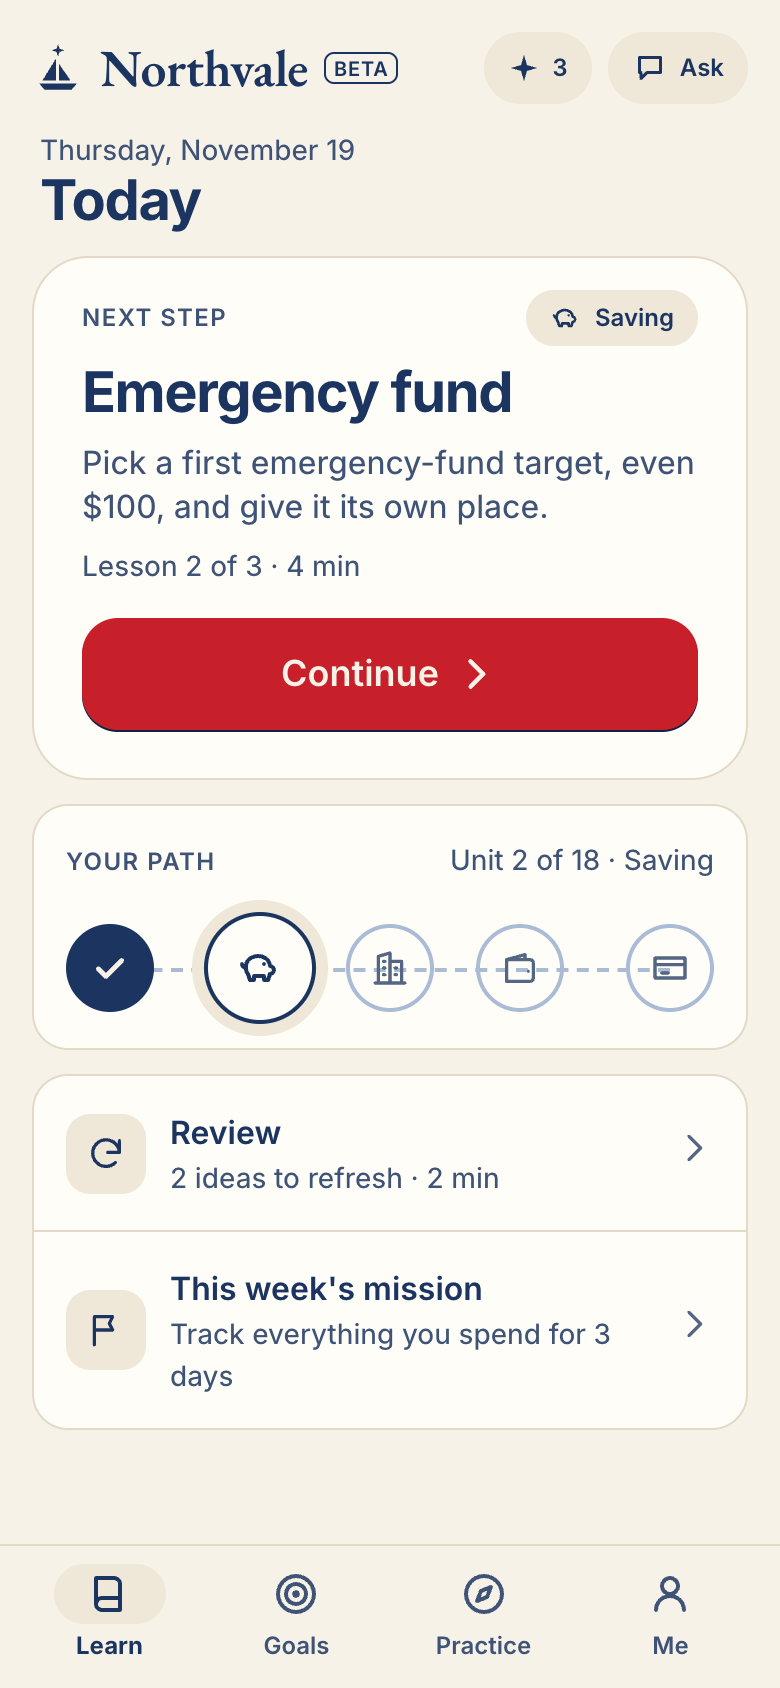 Northvale BETA
3
Ask
Thursday, November 19
Today
NEXT STEP
Saving
Emergency fund
Pick a first emergency-fund target, even
$100, and give it its own place.
Lesson 2 of 3 · 4 min
Continue
YOUR PATH
Unit 2 of 18 · Saving
Review
2 ideas to refresh · 2 min
This week's mission
Track everything you spend for 3
days
Learn
Goals
Practice
Me